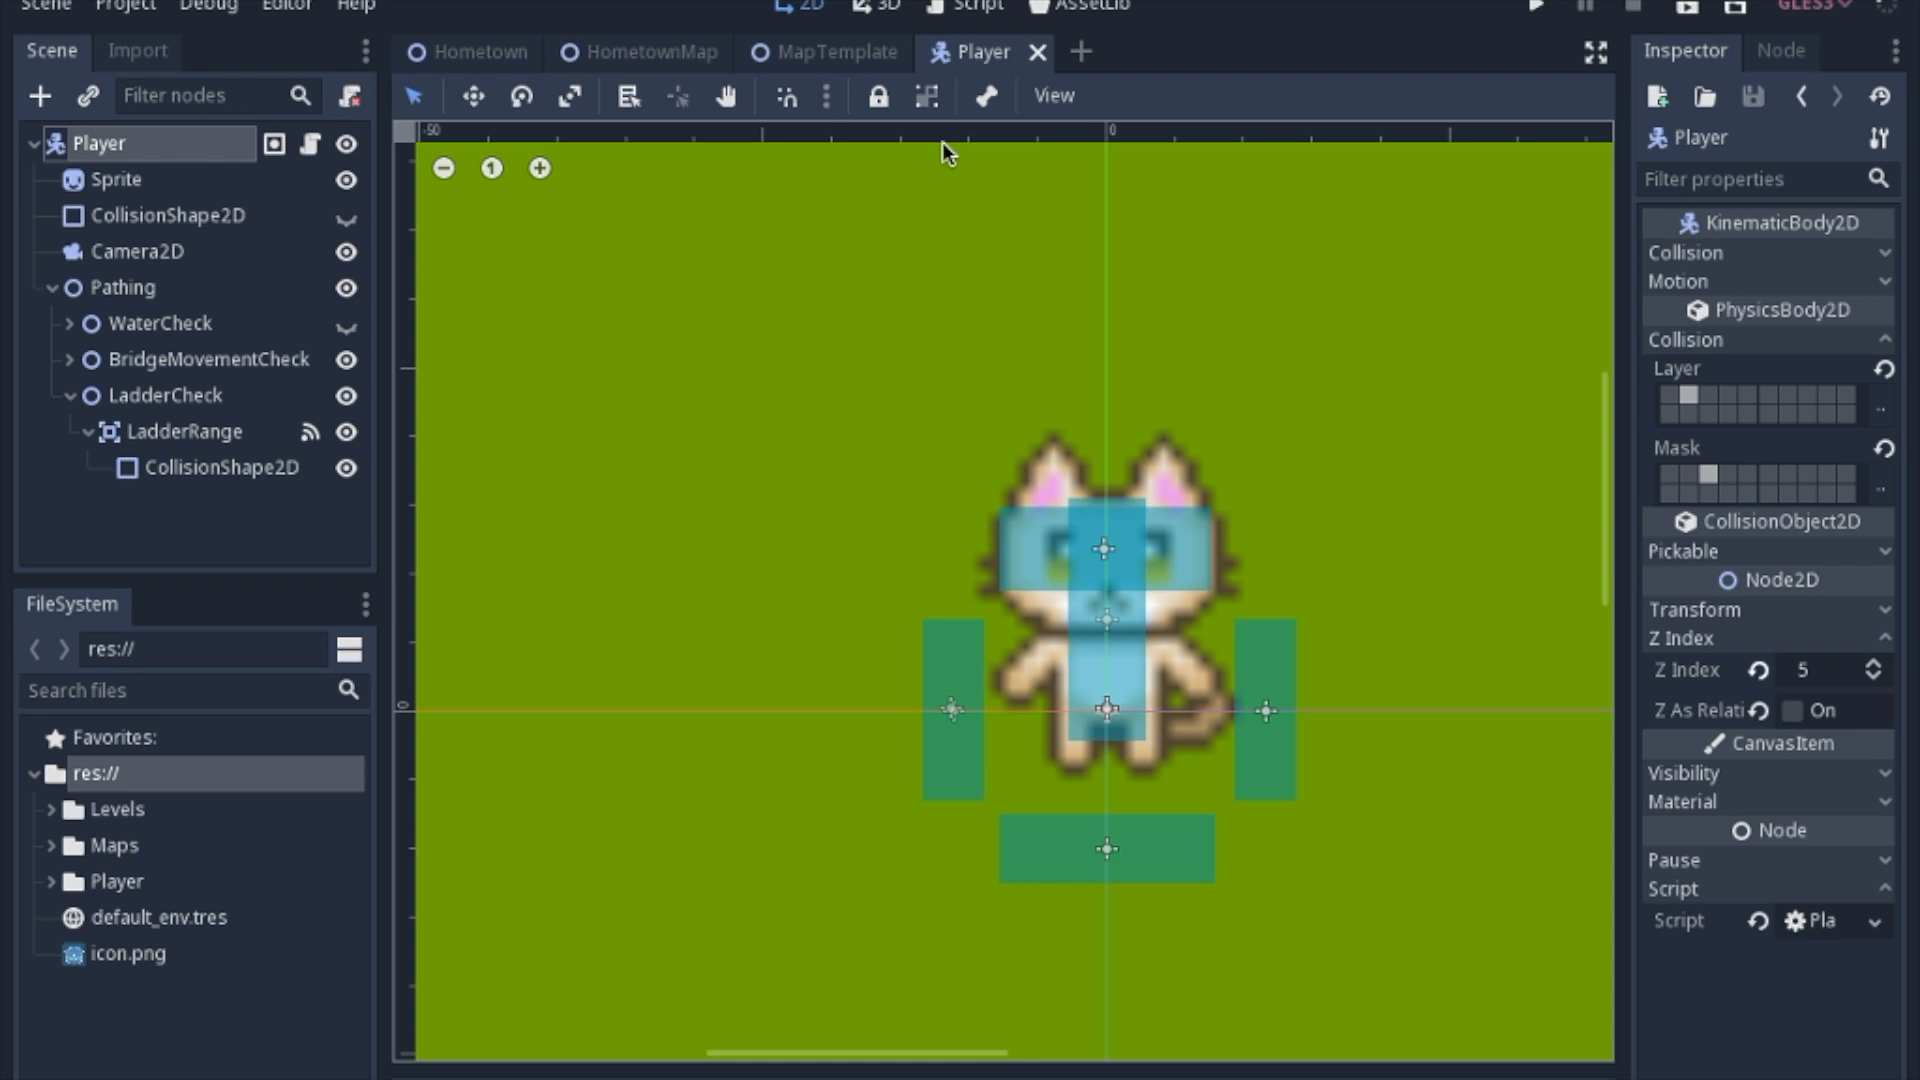 Scene Project Debug Editor Help
2D 3D Script AssetLib
GLES3
Scene Import
Filter nodes
Player
Sprite
CollisionShape2D
Camera2D
Pathing
WaterCheck
BridgeMovementCheck
LadderCheck
LadderRange
CollisionShape2D
FileSystem
res://
Search files
Favorites:
res://
Levels
Maps
Player
default_env.tres
icon.png
Hometown HometownMap MapTemplate Player
View
-50 0
1
0
Inspector Node
Player
Filter properties
KinematicBody2D
Collision
Motion
PhysicsBody2D
Collision
Layer
..
Mask
..
CollisionObject2D
Pickable
Node2D
Transform
Z Index
Z Index 5
Z As Relati On
CanvasItem
Visibility
Material
Node
Pause
Script
Script Pla